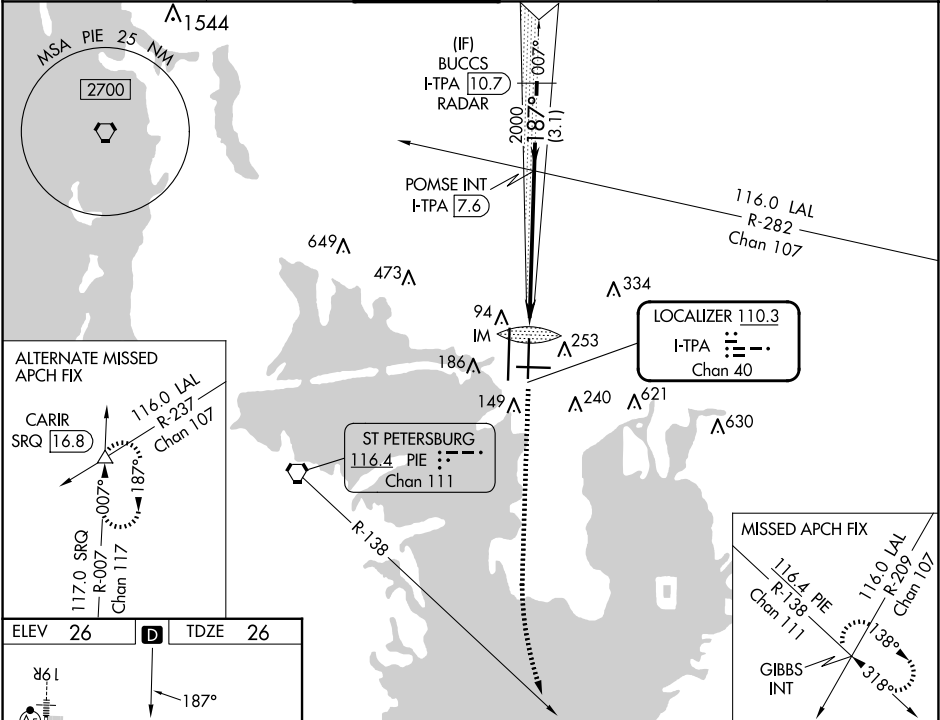 1544
MSA PIE 25 NM
2700
(IF)
BUCCS
I-TPA 10.7
RADAR
007°
2000
187°
(3.1)
POMSE INT
I-TPA 7.6
116.0 LAL
R-282
Chan 107
649
473
334
94
IM
253
186
149
240
621
630
LOCALIZER 110.3
I-TPA
Chan 40
ALTERNATE MISSED
APCH FIX
CARIR
SRQ 16.8
116.0 LAL
R-237
Chan 107
007°
187°
117.0 SRQ
R-007
Chan 117
ST PETERSBURG
116.4 PIE
Chan 111
R-138
MISSED APCH FIX
116.4 PIE
R-138
Chan 111
116.0 LAL
R-209
Chan 107
138°
318°
GIBBS
INT
ELEV 26
D
TDZE 26
19R
187°